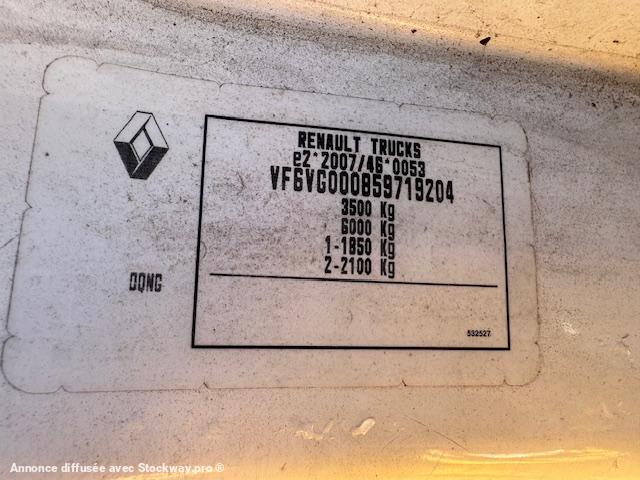 RENAULT TRUCKS
e2*2007/46*0053
VF6VG000859719204
3500 Kg
6000 Kg
1-1850 Kg
2-2100 Kg
DQNG
532527
Annonce diffusée avec Stockway.pro®